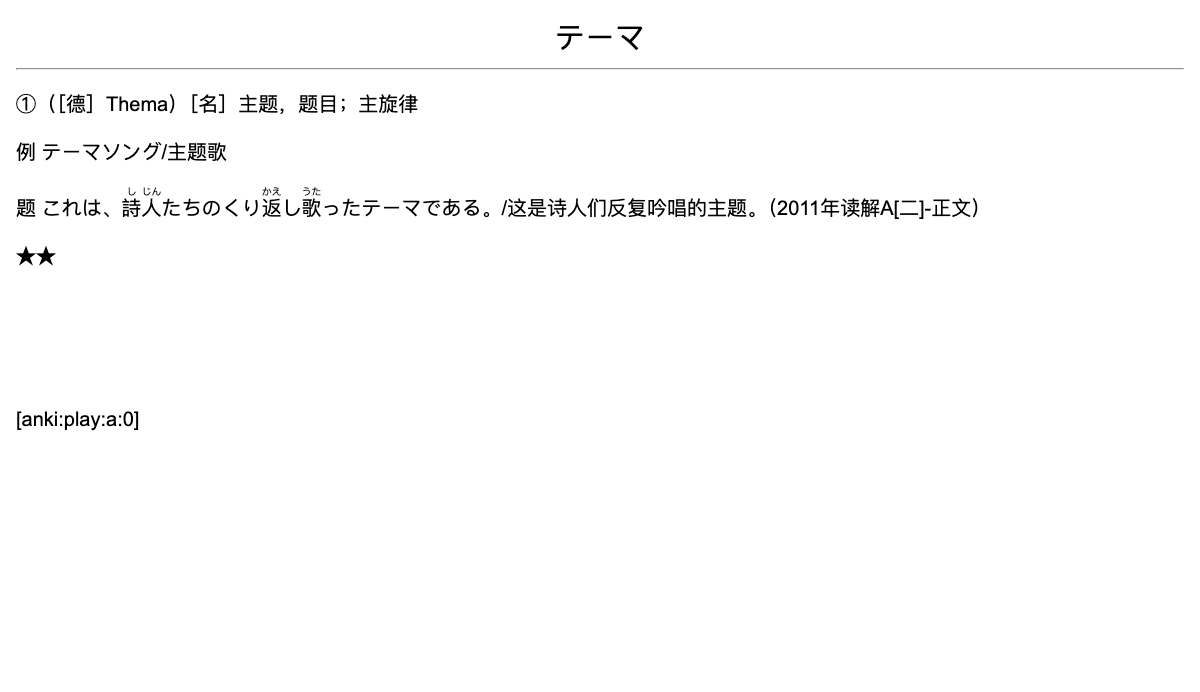 テーマ
①（［德］Thema）［名］主题，题目；主旋律
例 テーマソング/主题歌
し じん かえ うた
题 これは、詩人たちのくり返し歌ったテーマである。/这是诗人们反复吟唱的主题。（2011年读解A[二]-正文）
★★
[anki:play:a:0]